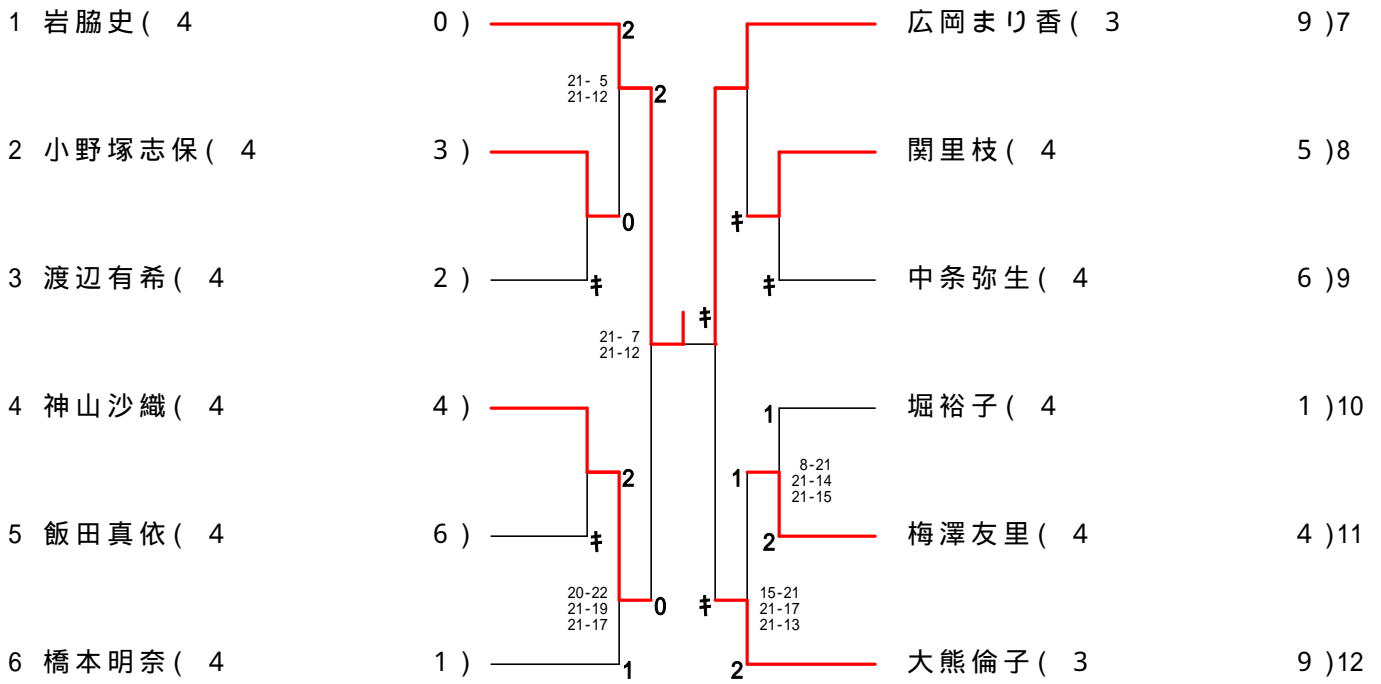 1 岩脇史( 4 0 ) 2 広岡まり香( 3 9 )7
21- 5
21-12
2
2 小野塚志保( 4 3 ) 関里枝( 4 5 )8
0 キ
3 渡辺有希( 4 2 ) キ キ 中条弥生( 4 6 )9
キ
21- 7
21-12
4 神山沙織( 4 4 ) 1 堀裕子( 4 1 )10
2 1
8-21
21-14
21-15
5 飯田真依( 4 6 ) キ 2 梅澤友里( 4 4 )11
20-22
21-19
21-17
0 キ
15-21
21-17
21-13
6 橋本明奈( 4 1 ) 1 2 大熊倫子( 3 9 )12